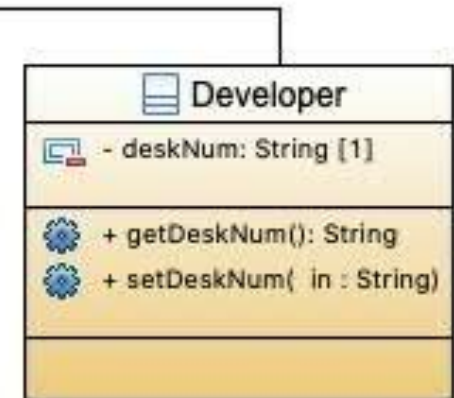 Developer
- deskNum: String [1]
+ getDeskNum(): String
+ setDeskNum( in : String)